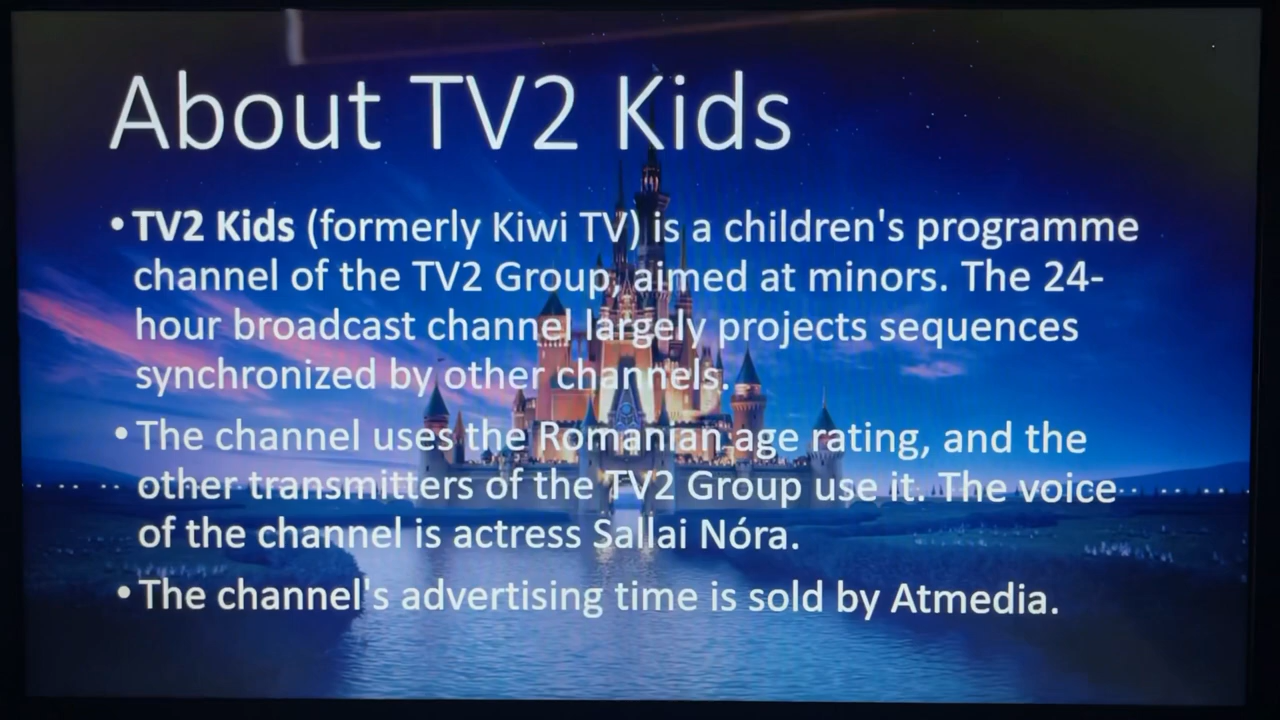 About TV2 Kids
•TV2 Kids (formerly Kiwi TV) is a children's programme
channel of the TV2 Group, aimed at minors. The 24-
hour broadcast channel largely projects sequences
synchronized by other channels.
•The channel uses the Romanian age rating, and the
other transmitters of the TV2 Group use it. The voice
of the channel is actress Sallai Nóra.
•The channel's advertising time is sold by Atmedia.